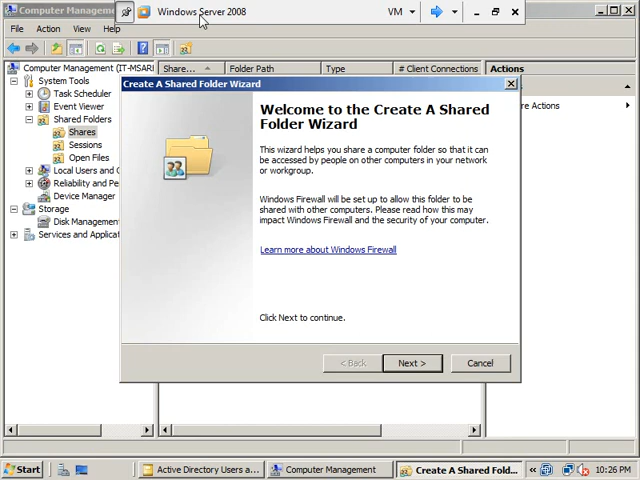 Computer Management (IT-MSARI
Windows Server 2008
VM
File Action View Help
Computer Management (IT-MSARI
System Tools
Task Scheduler
Event Viewer
Shared Folders
Shares
Sessions
Open Files
Local Users and G
Reliability and Pe
Device Manager
Storage
Disk Management
Services and Applicat
Share... Folder Path Type # Client Connections
Actions
ore Actions
Create A Shared Folder Wizard
Welcome to the Create A Shared
Folder Wizard
This wizard helps you share a computer folder so that it can
be accessed by people on other computers in your network
or workgroup.
Windows Firewall will be set up to allow this folder to be
shared with other computers. Please read how this may
impact Windows Firewall and the security of your computer.
Learn more about Windows Firewall
Click Next to continue.
< Back Next > Cancel
Start
Active Directory Users a...
Computer Management
Create A Shared Fold...
10:26 PM